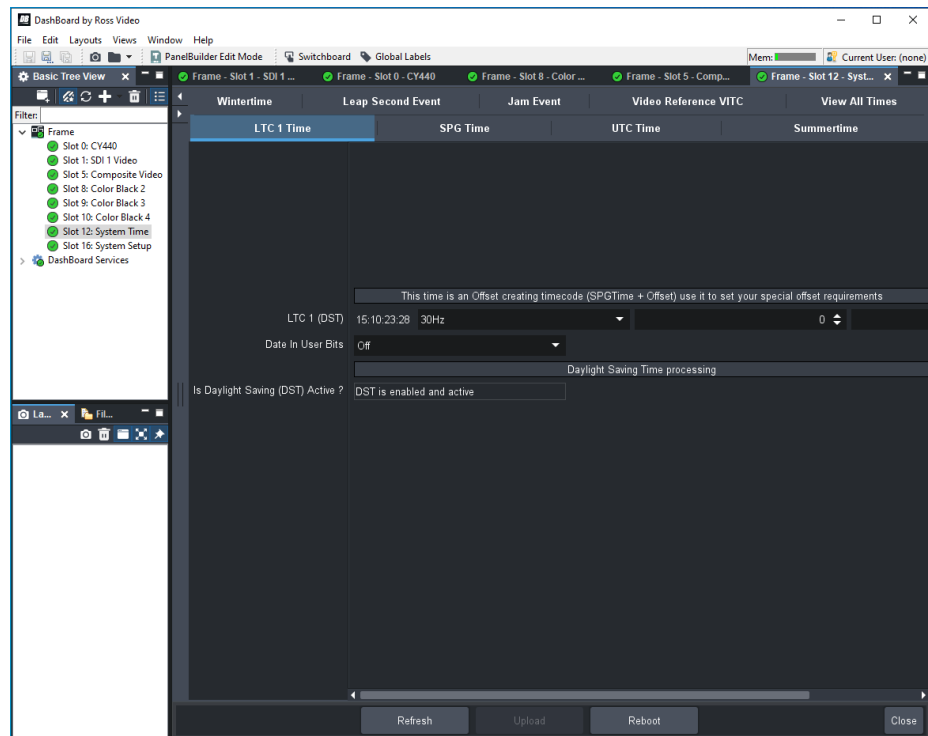 DashBoard by Ross Video
File Edit Layouts Views Window Help
PanelBuilder Edit Mode Switchboard Global Labels Mem: Current User: (none)
Basic Tree View
Frame - Slot 1 - SDI 1 ... Frame - Slot 0 - CY440 Frame - Slot 8 - Color ... Frame - Slot 5 - Comp... Frame - Slot 12 - Syst...
Filter:
Frame
Slot 0: CY440
Slot 1: SDI 1 Video
Slot 5: Composite Video
Slot 8: Color Black 2
Slot 9: Color Black 3
Slot 10: Color Black 4
Slot 12: System Time
Slot 16: System Setup
DashBoard Services
La... Fil...
Wintertime Leap Second Event Jam Event Video Reference VITC View All Times
LTC 1 Time SPG Time UTC Time Summertime
This time is an Offset creating timecode (SPGTime + Offset) use it to set your special offset requirements
LTC 1 (DST) 15:10:23:28 30Hz 0
Date In User Bits Off
Daylight Saving Time processing
Is Daylight Saving (DST) Active ? DST is enabled and active
Refresh Upload Reboot Close